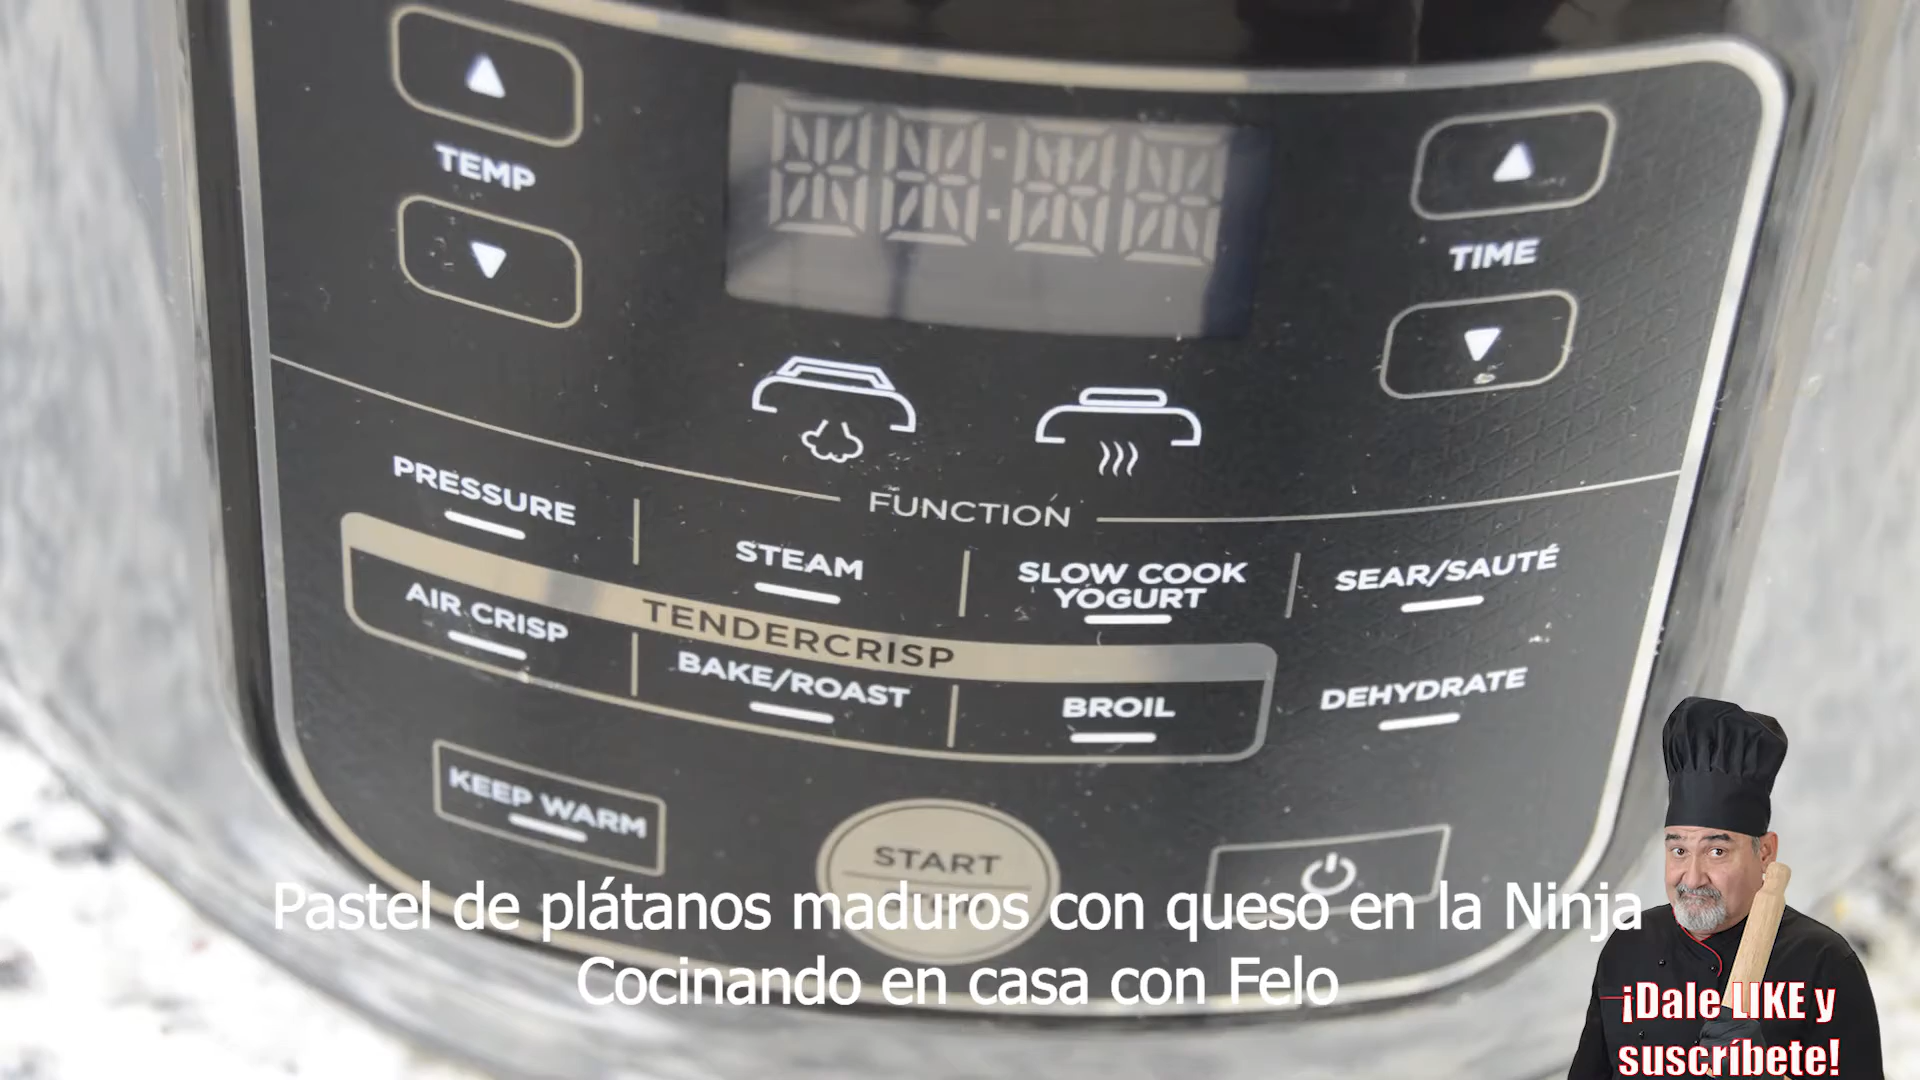 TEMP
TIME
FUNCTION
PRESSURE
STEAM
SLOW COOK
YOGURT
SEAR/SAUTÉ
TENDERCRISP
AIR CRISP
BAKE/ROAST
BROIL
DEHYDRATE
KEEP WARM
START
Pastel de plátanos maduros con queso en la Ninja
Cocinando en casa con Felo
¡Dale LIKE y
suscríbete!